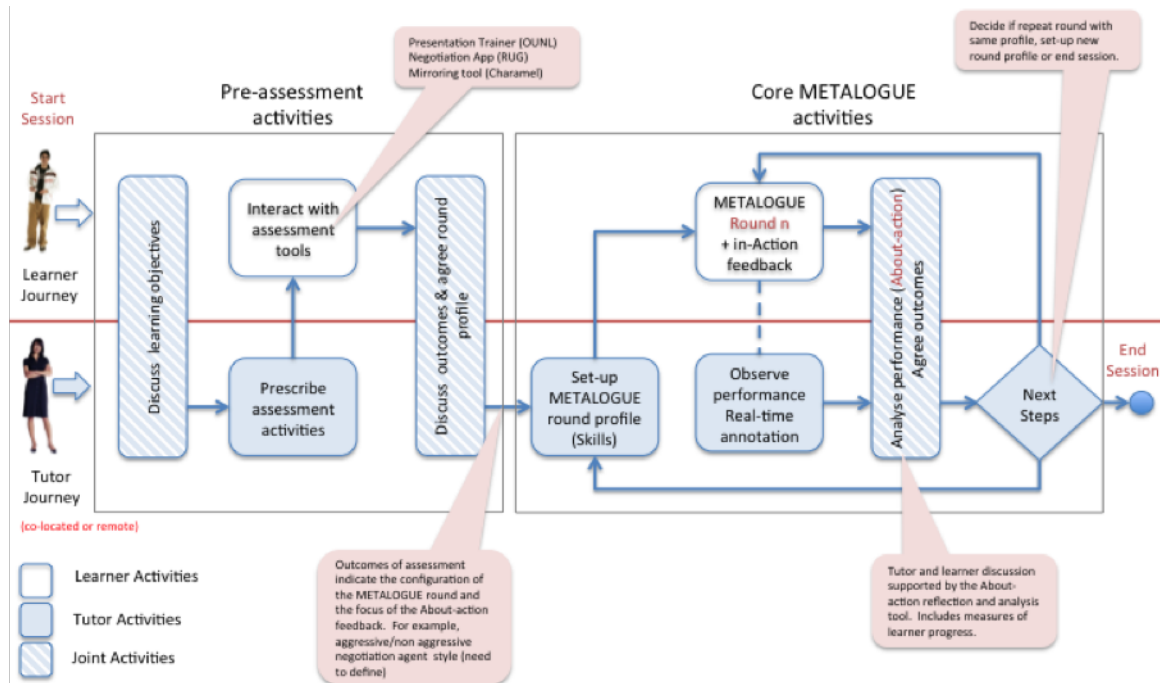 Presentation Trainer (OUNL)
Negotiation App (RUG)
Mirroring tool (Charamel)
Decide if repeat round with
same profile, set-up new
round profile or end session.
Pre-assessment
activities
Core METALOGUE
activities
Start
Session
Learner
Journey
Discuss learning objectives
Interact with
assessment
tools
Discuss outcomes & agree round
profile
METALOGUE
Round n
+ in-Action
feedback
Analyse performance (About-action)
Agree outcomes
Prescribe
assessment
activities
Set-up
METALOGUE
round profile
(Skills)
Observe
performance
Real-time
annotation
Next
Steps
End
Session
Tutor
Journey
(co-located or remote)
Learner Activities
Tutor Activities
Joint Activities
Outcomes of assessment
indicate the configuration of
the METALOGUE round and
the focus of the About-action
feedback. For example,
aggressive/non aggressive
negotiation agent style (need
to define)
Tutor and learner discussion
supported by the About-
action reflection and analysis
tool. Includes measures of
learner progress.